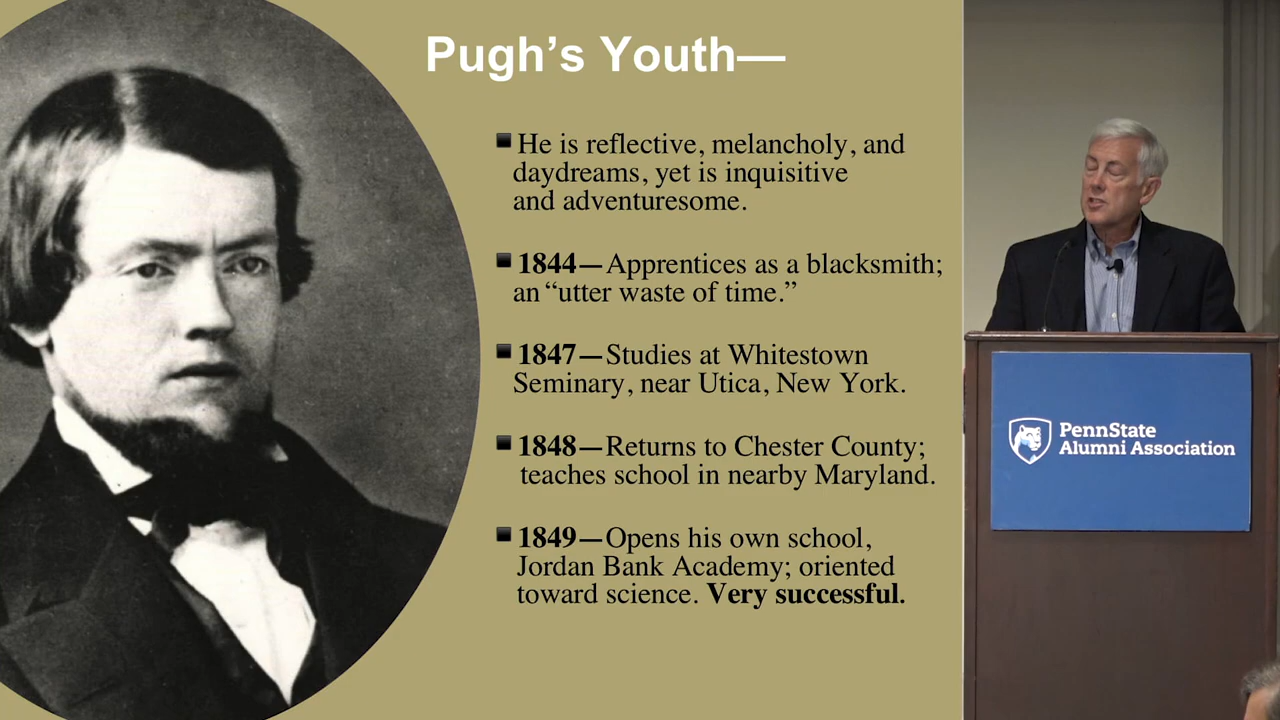 Pugh’s Youth—
He is reflective, melancholy, and
daydreams, yet is inquisitive
and adventuresome.
1844—Apprentices as a blacksmith;
an “utter waste of time.”
1847—Studies at Whitestown
Seminary, near Utica, New York.
1848—Returns to Chester County;
teaches school in nearby Maryland.
1849—Opens his own school,
Jordan Bank Academy; oriented
toward science. Very successful.
PennState
Alumni Association